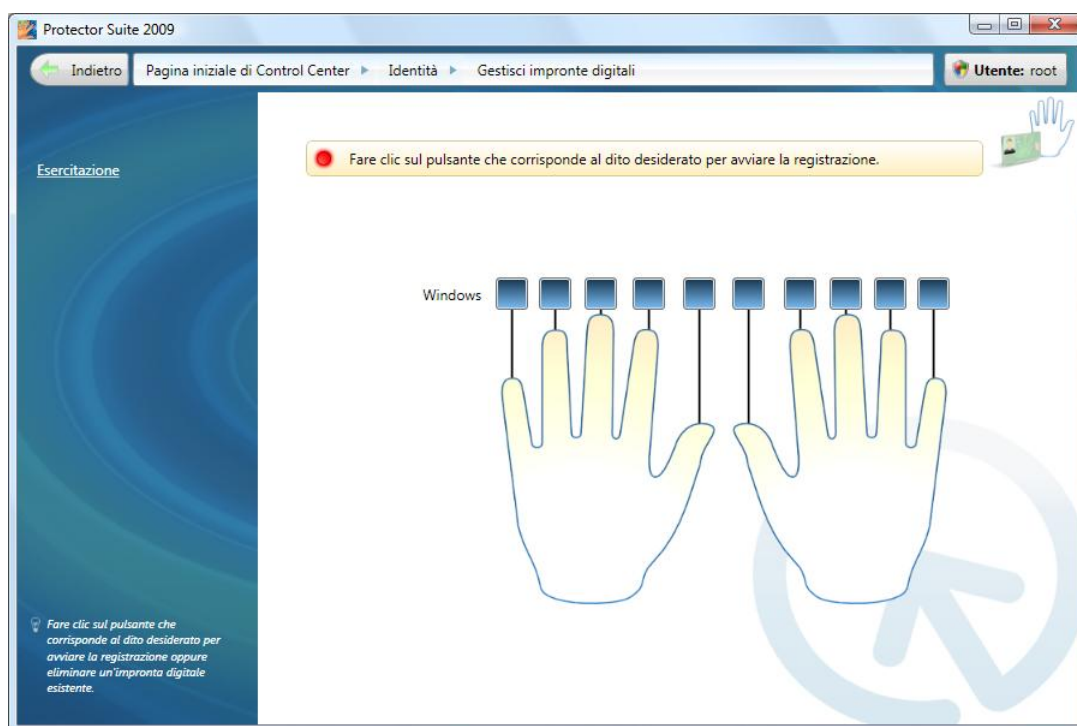 Protector Suite 2009
Indietro Pagina iniziale di Control Center Identità Gestisci impronte digitali Utente: root
Esercitazione
Fare clic sul pulsante che corrisponde al dito desiderato per avviare la registrazione.
Windows
Fare clic sul pulsante che
corrisponde al dito desiderato per
avviare la registrazione oppure
eliminare un'impronta digitale
esistente.